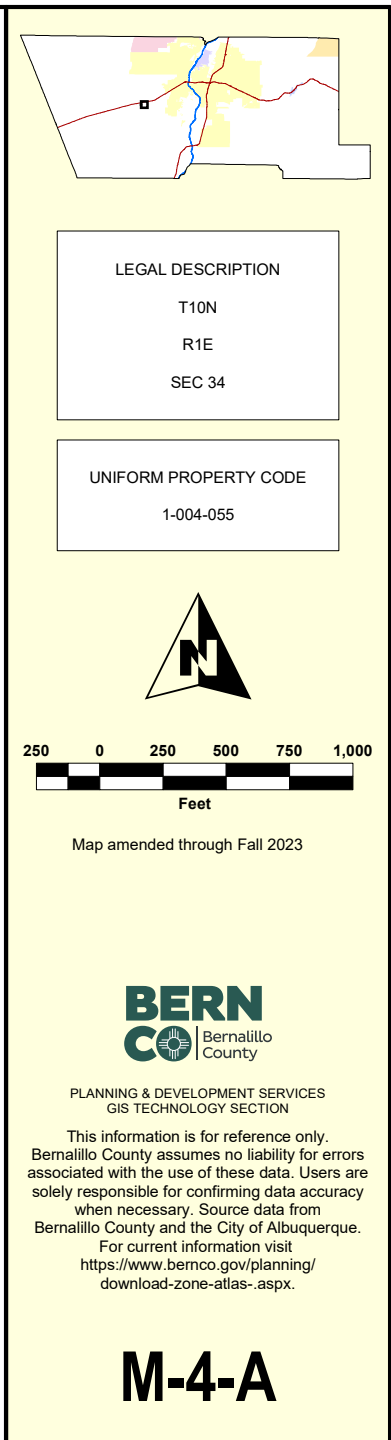 LEGAL DESCRIPTION
T10N
R1E
SEC 34
UNIFORM PROPERTY CODE
1-004-055
N
250 0 250 500 750 1,000
Feet
Map amended through Fall 2023
BERN
CO Bernalillo
County
PLANNING & DEVELOPMENT SERVICES
GIS TECHNOLOGY SECTION
This information is for reference only.
Bernalillo County assumes no liability for errors
associated with the use of these data. Users are
solely responsible for confirming data accuracy
when necessary. Source data from
Bernalillo County and the City of Albuquerque.
For current information visit
https://www.bernco.gov/planning/
download-zone-atlas-.aspx.
M-4-A